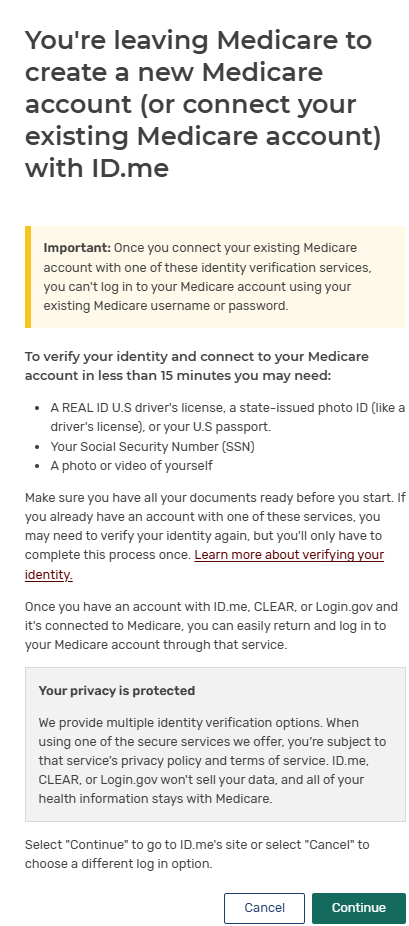 You're leaving Medicare to
create a new Medicare
account (or connect your
existing Medicare account)
with ID.me
Important: Once you connect your existing Medicare
account with one of these identity verification services,
you can't log in to your Medicare account using your
existing Medicare username or password.
To verify your identity and connect to your Medicare
account in less than 15 minutes you may need:
• A REAL ID U.S driver's license, a state-issued photo ID (like a
driver's license), or your U.S passport.
• Your Social Security Number (SSN)
• A photo or video of yourself
Make sure you have all your documents ready before you start. If
you already have an account with one of these services, you
may need to verify your identity again, but you'll only have to
complete this process once. Learn more about verifying your
identity.
Once you have an account with ID.me, CLEAR, or Login.gov and
it's connected to Medicare, you can easily return and log in to
your Medicare account through that service.
Your privacy is protected
We provide multiple identity verification options. When
using one of the secure services we offer, you're subject to
that service's privacy policy and terms of service. ID.me,
CLEAR, or Login.gov won't sell your data, and all of your
health information stays with Medicare.
Select "Continue" to go to ID.me's site or select "Cancel" to
choose a different log in option.
Cancel Continue